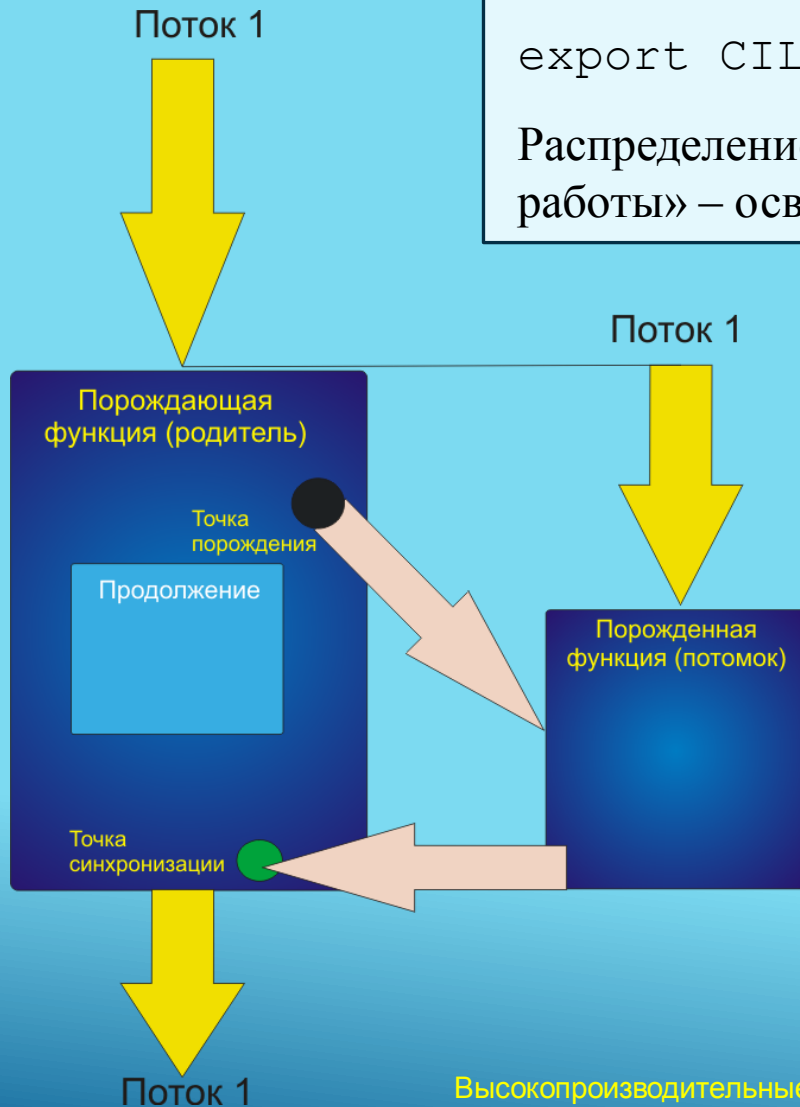 Поток 1
export CIL
Распределени
работы» – осв
Поток 1
Порождающая
функция (родитель)
Точка
порождения
Продолжение
Порожденная
функция (потомок)
Точка
синхронизации
Поток 1
Высокопроизводительные